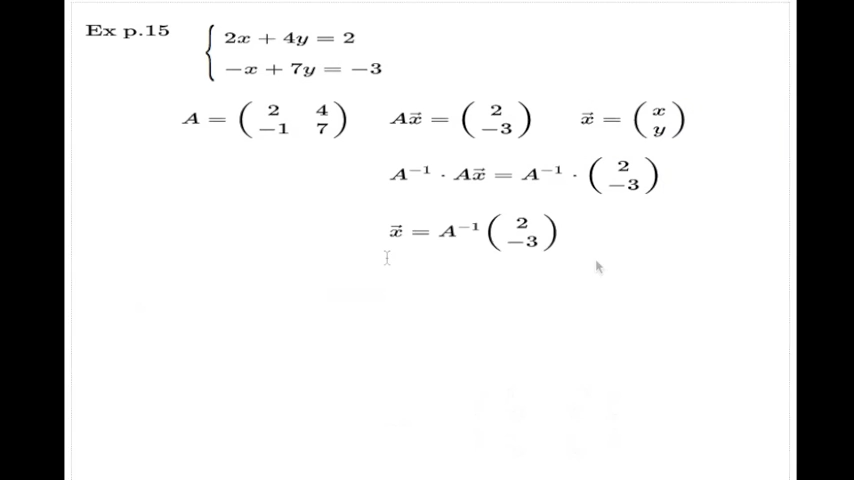 Ex p.15
{ 2x + 4y = 2
−x + 7y = −3
A = ( 2 4 ; −1 7 ) Ax⃗ = ( 2 ; −3 ) x⃗ = ( x ; y )
A⁻¹ · Ax⃗ = A⁻¹ · ( 2 ; −3 )
x⃗ = A⁻¹ ( 2 ; −3 )